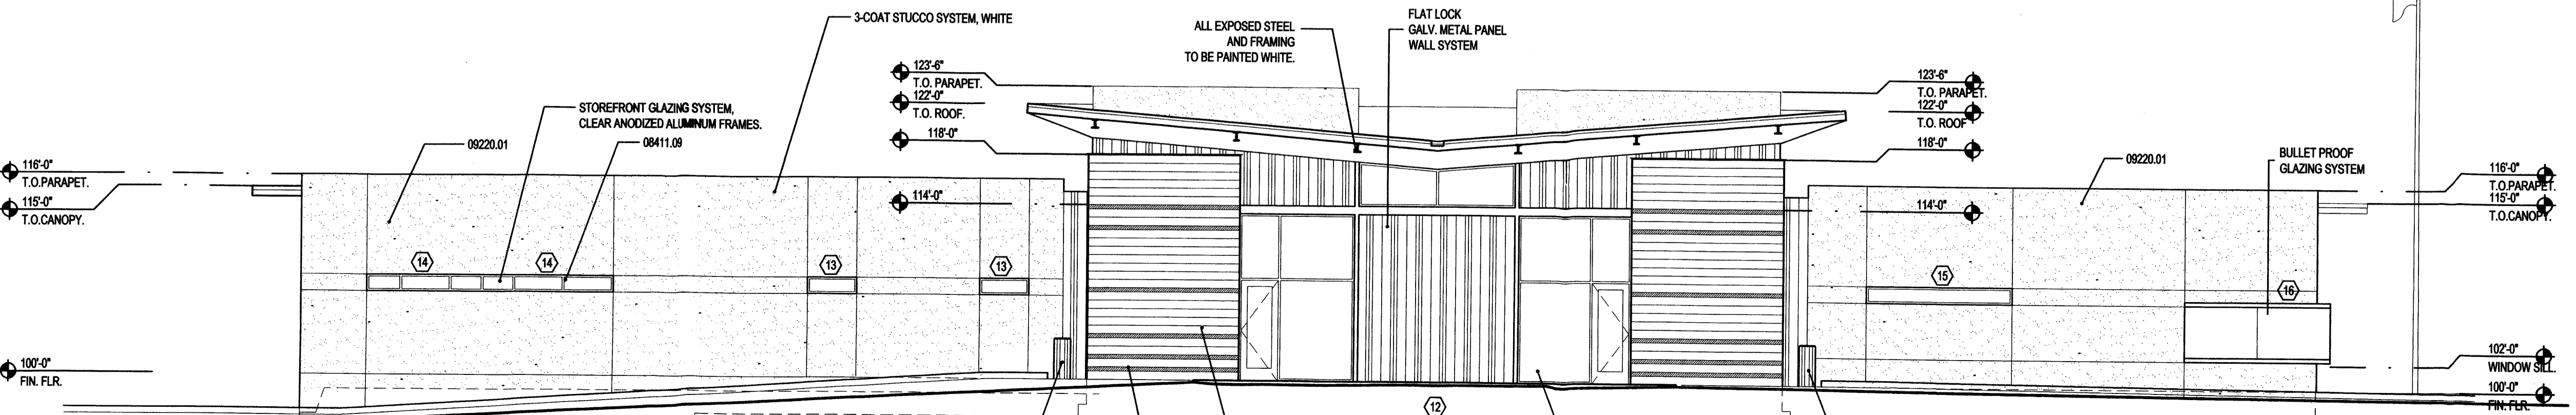 3-COAT STUCCO SYSTEM, WHITE
ALL EXPOSED STEEL
AND FRAMING
TO BE PAINTED WHITE.
FLAT LOCK
GALV. METAL PANEL
WALL SYSTEM
123'-6"
T.O. PARAPET.
122'-0"
T.O. ROOF.
118'-0"
114'-0"
STOREFRONT GLAZING SYSTEM,
CLEAR ANODIZED ALUMINUM FRAMES.
09220.01
08411.09
116'-0"
T.O.PARAPET.
115'-0"
T.O.CANOPY.
100'-0"
FIN. FLR.
14
14
13
13
12
123'-6"
T.O. PARAPET.
122'-0"
T.O. ROOF
118'-0"
114'-0"
09220.01
BULLET PROOF
GLAZING SYSTEM
15
16
116'-0"
T.O.PARAPET.
115'-0"
T.O.CANOPY.
102'-0"
WINDOW SILL.
100'-0"
FIN. FLR.